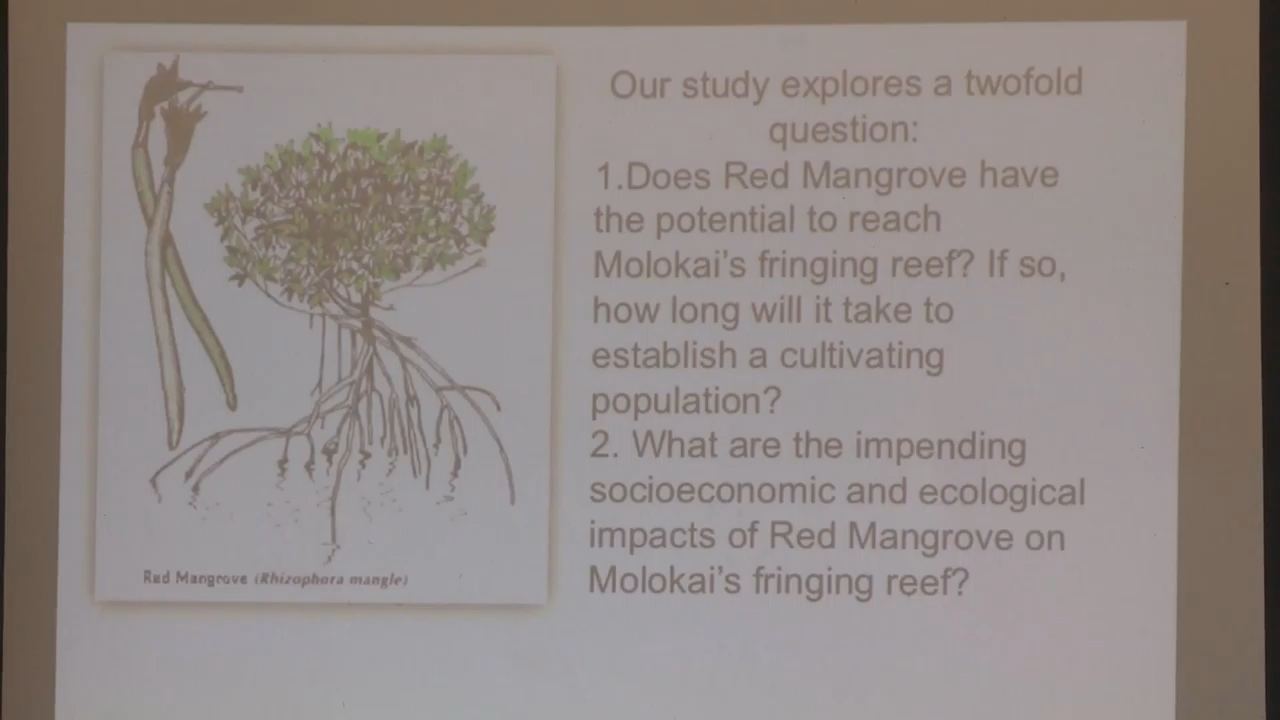 Our study explores a twofold
question:
1.Does Red Mangrove have
the potential to reach
Molokai's fringing reef? If so,
how long will it take to
establish a cultivating
population?
2. What are the impending
socioeconomic and ecological
impacts of Red Mangrove on
Molokai's fringing reef?
Red Mangrove (Rhizophora mangle)